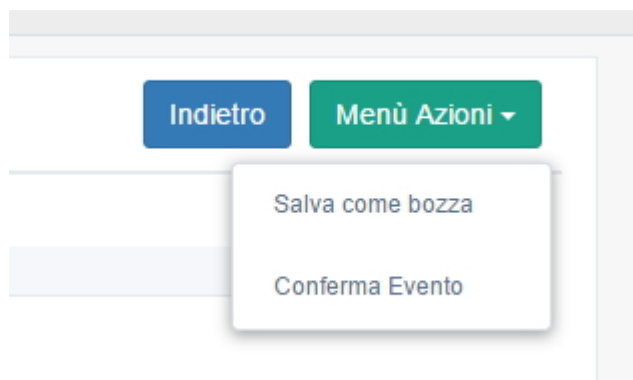 Indietro
Menù Azioni
Salva come bozza
Conferma Evento